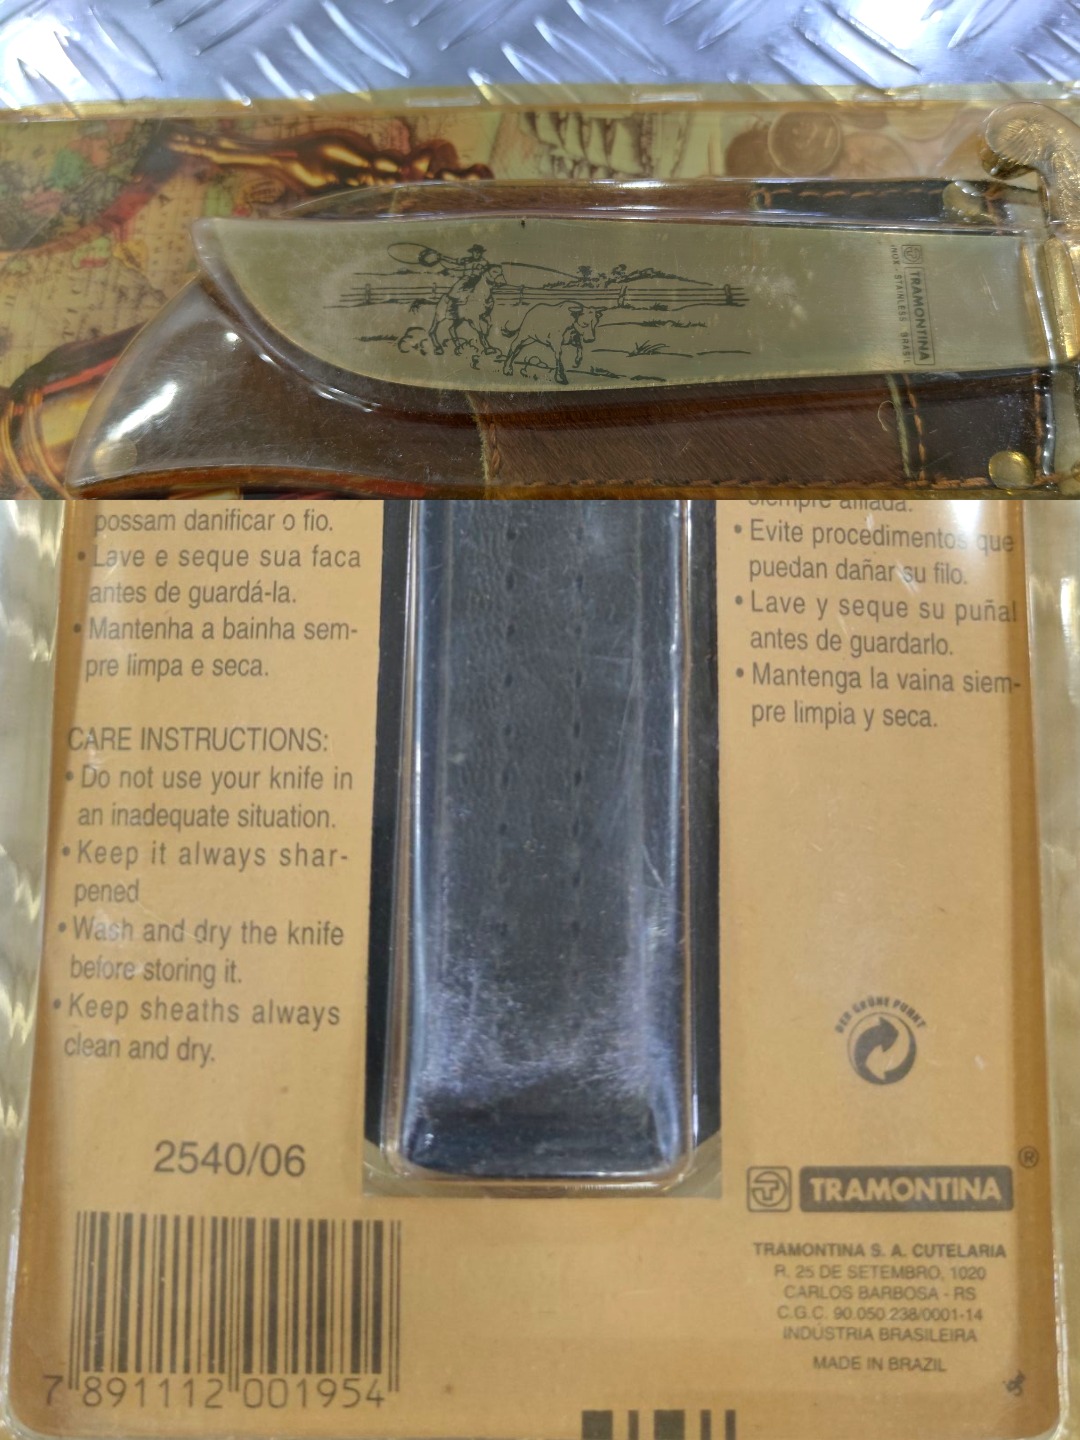 TRAMONTINA
INOX - STAINLESS BRASIL
possam danificar o fio.
• Lave e seque sua faca
antes de guardá-la.
• Mantenha a bainha sem-
pre limpa e seca.
CARE INSTRUCTIONS:
• Do not use your knife in
an inadequate situation.
• Keep it always shar-
pened
• Wash and dry the knife
before storing it.
• Keep sheaths always
clean and dry.
2540/06
7 891112 001954
siempre afilada.
• Evite procedimentos que
puedan dañar su filo.
• Lave y seque su puñal
antes de guardarlo.
• Mantenga la vaina siem-
pre limpia y seca.
DER GRÜNE PUNKT
TRAMONTINA ®
TRAMONTINA S. A. CUTELARIA
R. 25 DE SETEMBRO, 1020
CARLOS BARBOSA - RS
C.G.C. 90.050.238/0001-14
INDÚSTRIA BRASILEIRA
MADE IN BRAZIL